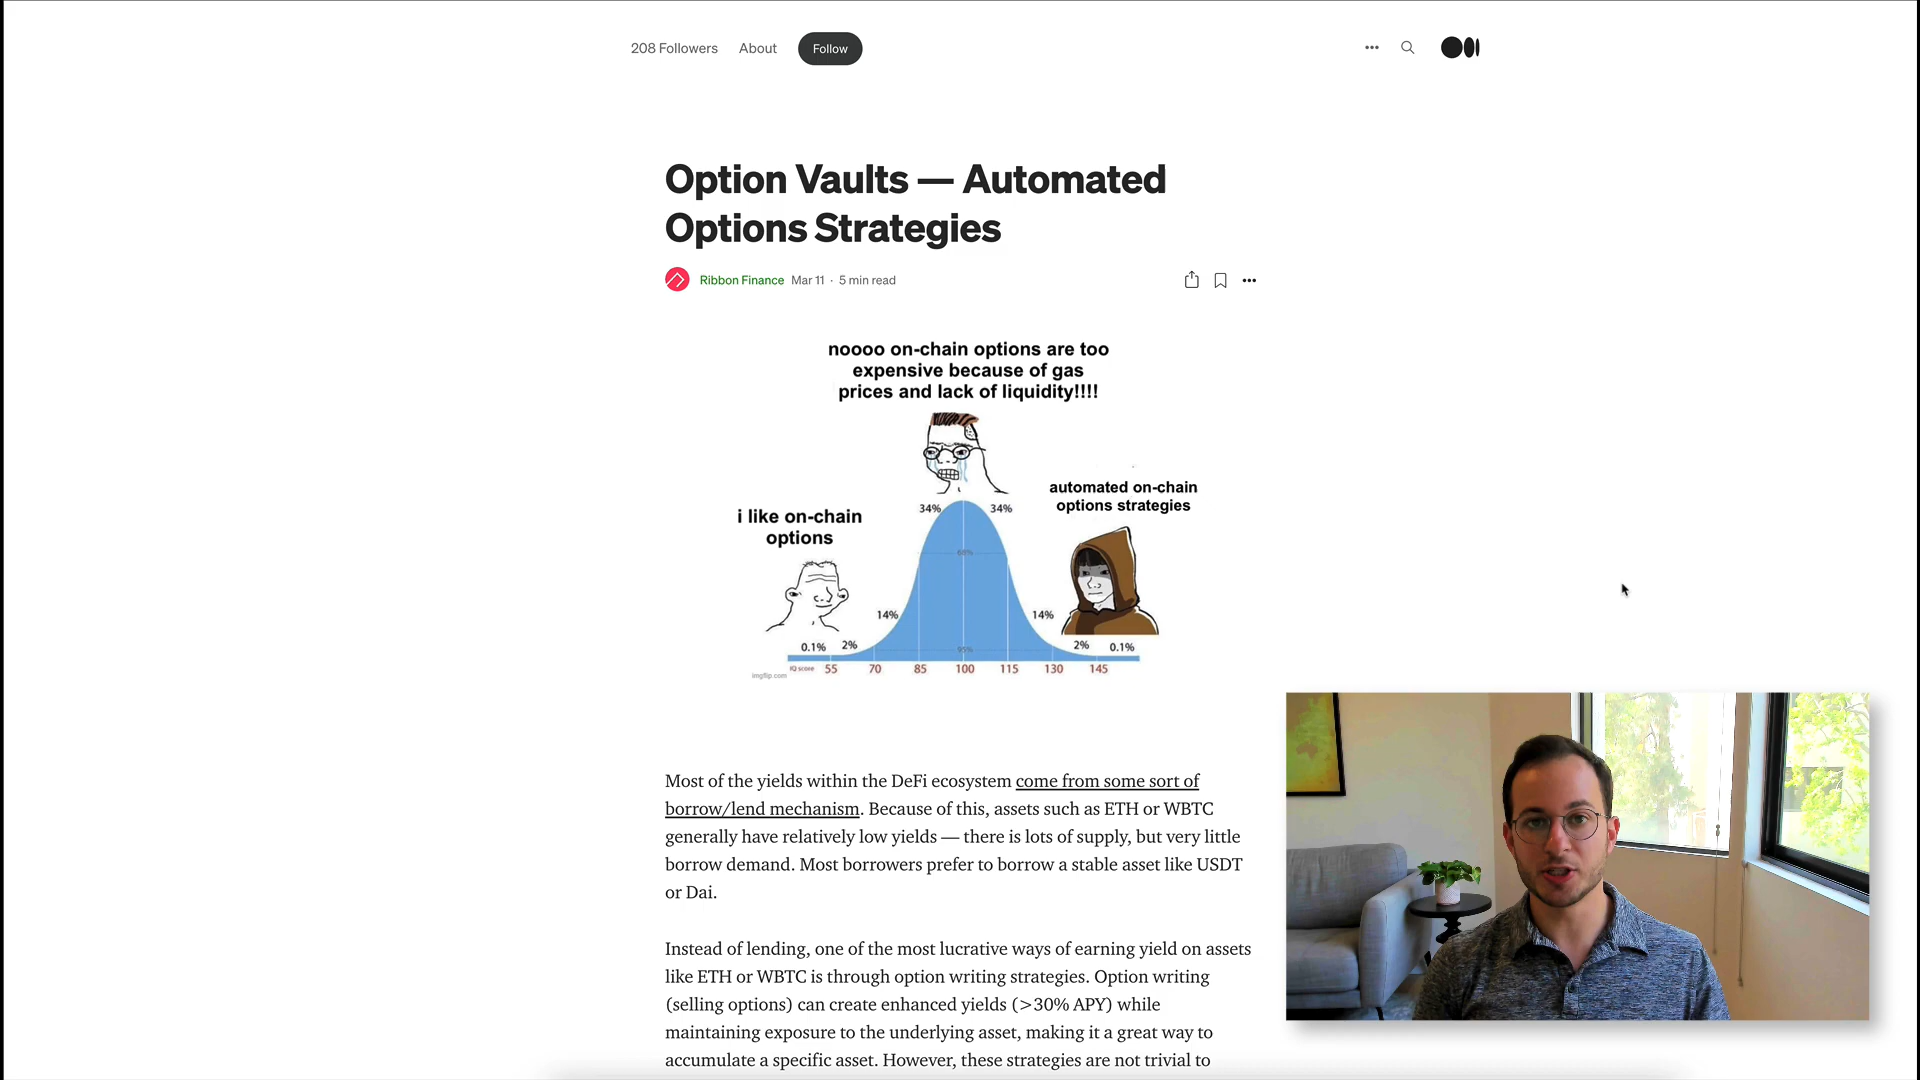 208 Followers About Follow
Option Vaults — Automated
Options Strategies
Ribbon Finance Mar 11 · 5 min read
noooo on-chain options are too
expensive because of gas
prices and lack of liquidity!!!!
automated on-chain
options strategies
i like on-chain
options
34% 34%
68%
14% 14%
0.1% 2% 95% 2% 0.1%
IQ score 55 70 85 100 115 130 145
imgflip.com
Most of the yields within the DeFi ecosystem come from some sort of
borrow/lend mechanism. Because of this, assets such as ETH or WBTC
generally have relatively low yields — there is lots of supply, but very little
borrow demand. Most borrowers prefer to borrow a stable asset like USDT
or Dai.
Instead of lending, one of the most lucrative ways of earning yield on assets
like ETH or WBTC is through option writing strategies. Option writing
(selling options) can create enhanced yields (>30% APY) while
maintaining exposure to the underlying asset, making it a great way to
accumulate a specific asset. However, these strategies are not trivial to